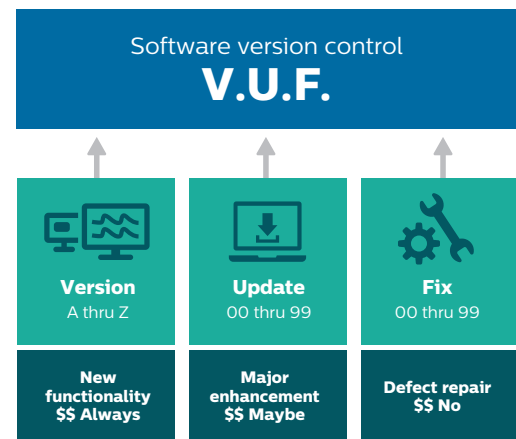 Software version control
V.U.F.
Version
A thru Z
Update
00 thru 99
Fix
00 thru 99
New
functionality
$$ Always
Major
enhancement
$$ Maybe
Defect repair
$$ No